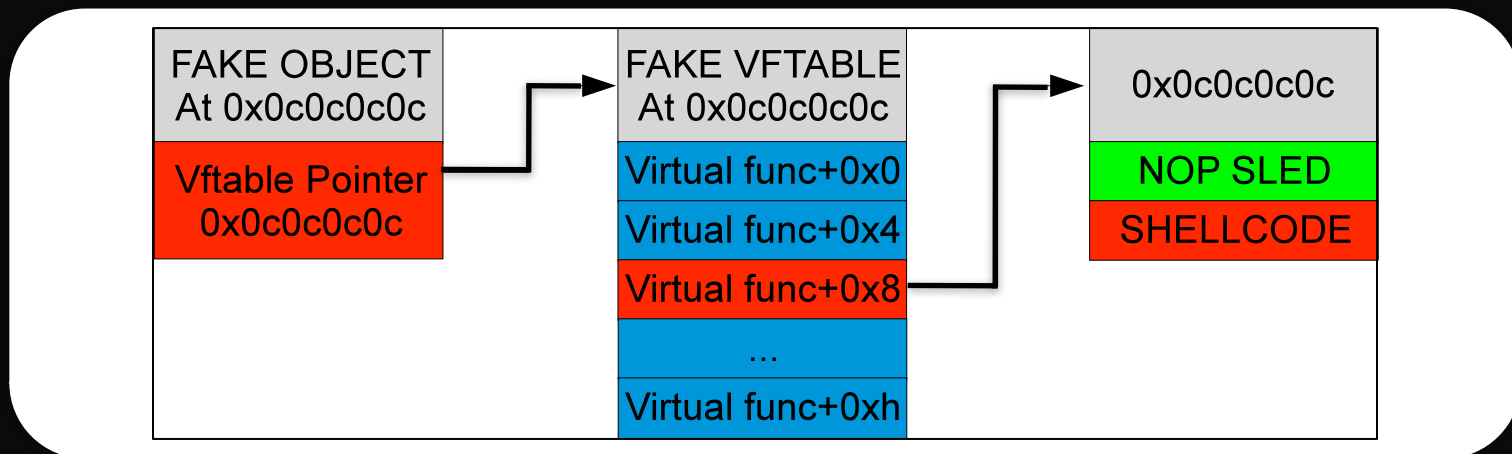 FAKE OBJECT
At 0x0c0c0c0c
Vftable Pointer
0x0c0c0c0c
FAKE VFTABLE
At 0x0c0c0c0c
Virtual func+0x0
Virtual func+0x4
Virtual func+0x8
...
Virtual func+0xh
0x0c0c0c0c
NOP SLED
SHELLCODE